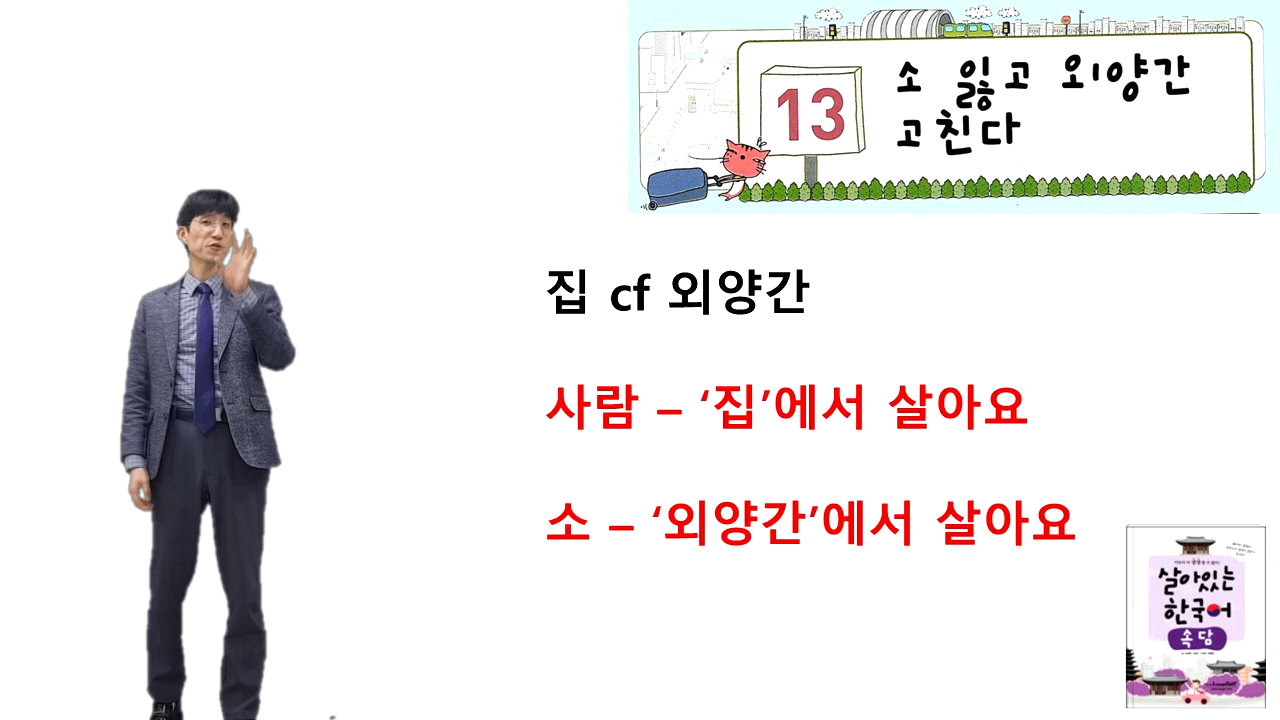 13
소 잃고 외양간
고친다
집 cf 외양간
사람 – ‘집’에서 살아요
소 – ‘외양간’에서 살아요
살아있는
한국어
속담